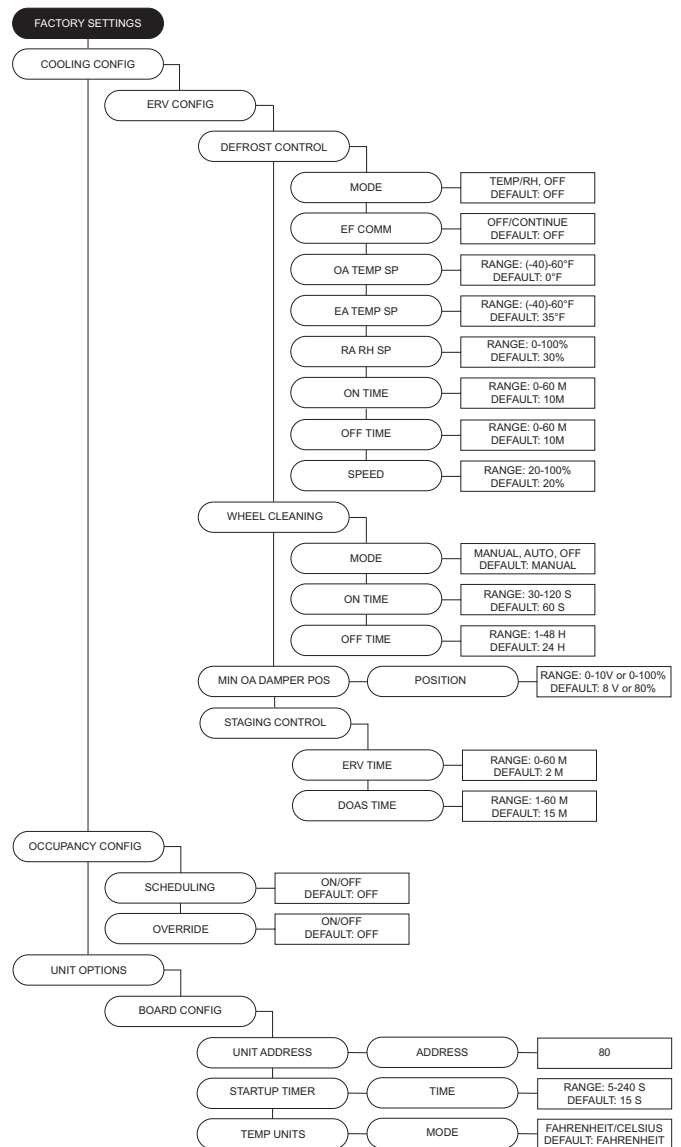 FACTORY SETTINGS
COOLING CONFIG
ERV CONFIG
DEFROST CONTROL
MODE
TEMP/RH, OFF
DEFAULT: OFF
EF COMM
OFF/CONTINUE
DEFAULT: OFF
OA TEMP SP
RANGE: (-40)-60°F
DEFAULT: 0°F
EA TEMP SP
RANGE: (-40)-60°F
DEFAULT: 35°F
RA RH SP
RANGE: 0-100%
DEFAULT: 30%
ON TIME
RANGE: 0-60 M
DEFAULT: 10M
OFF TIME
RANGE: 0-60 M
DEFAULT: 10M
SPEED
RANGE: 20-100%
DEFAULT: 20%
WHEEL CLEANING
MODE
MANUAL, AUTO, OFF
DEFAULT: MANUAL
ON TIME
RANGE: 30-120 S
DEFAULT: 60 S
OFF TIME
RANGE: 1-48 H
DEFAULT: 24 H
MIN OA DAMPER POS
POSITION
RANGE: 0-10V or 0-100%
DEFAULT: 8 V or 80%
STAGING CONTROL
ERV TIME
RANGE: 0-60 M
DEFAULT: 2 M
DOAS TIME
RANGE: 1-60 M
DEFAULT: 15 M
OCCUPANCY CONFIG
SCHEDULING
ON/OFF
DEFAULT: OFF
OVERRIDE
ON/OFF
DEFAULT: OFF
UNIT OPTIONS
BOARD CONFIG
UNIT ADDRESS
ADDRESS
80
STARTUP TIMER
TIME
RANGE: 5-240 S
DEFAULT: 15 S
TEMP UNITS
MODE
FAHRENHEIT/CELSIUS
DEFAULT: FAHRENHEIT